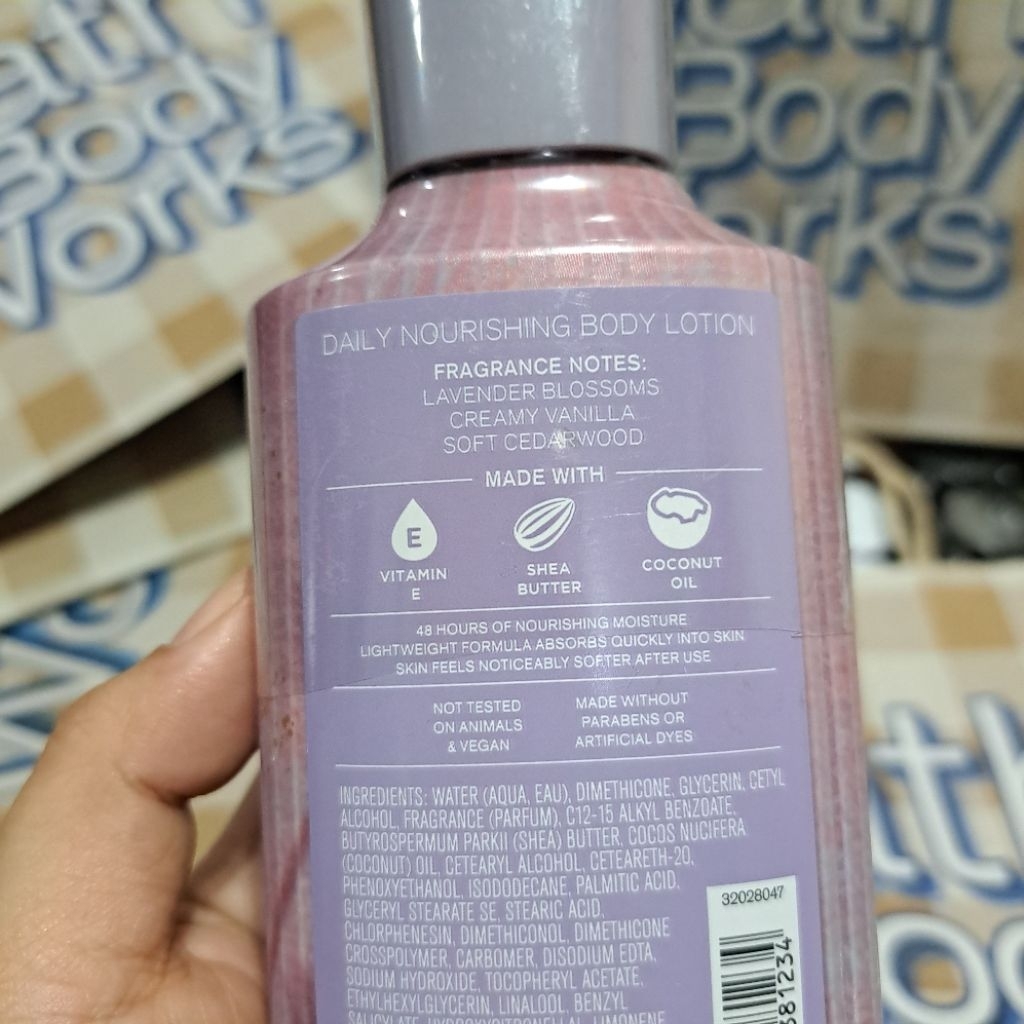 Body
Works
Body
DAILY NOURISHING BODY LOTION
FRAGRANCE NOTES:
LAVENDER BLOSSOMS
CREAMY VANILLA
SOFT CEDARWOOD
MADE WITH
E
VITAMIN
E
SHEA
BUTTER
COCONUT
OIL
48 HOURS OF NOURISHING MOISTURE
LIGHTWEIGHT FORMULA ABSORBS QUICKLY INTO SKIN
SKIN FEELS NOTICEABLY SOFTER AFTER USE
NOT TESTED
ON ANIMALS
& VEGAN
MADE WITHOUT
PARABENS OR
ARTIFICIAL DYES
INGREDIENTS: WATER (AQUA, EAU), DIMETHICONE, GLYCERIN, CETYL
ALCOHOL, FRAGRANCE (PARFUM), C12-15 ALKYL BENZOATE,
BUTYROSPERMUM PARKII (SHEA) BUTTER, COCOS NUCIFERA
(COCONUT) OIL, CETEARYL ALCOHOL, CETEARETH-20,
PHENOXYETHANOL, ISODODECANE, PALMITIC ACID,
GLYCERYL STEARATE SE, STEARIC ACID,
CHLORPHENESIN, DIMETHICONOL, DIMETHICONE
CROSSPOLYMER, CARBOMER, DISODIUM EDTA,
SODIUM HYDROXIDE, TOCOPHERYL ACETATE,
ETHYLHEXYLGLYCERIN, LINALOOL, BENZYL
SALICYLATE, HYDROXYCITRONELLAL, LIMONENE
32028047
381234